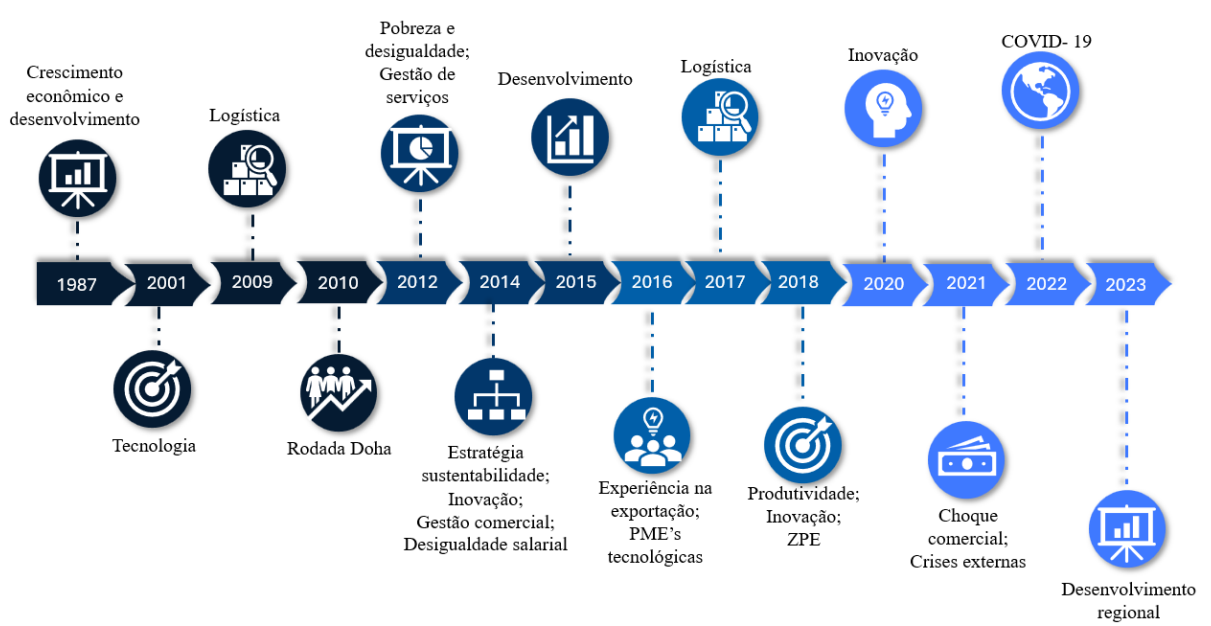 Crescimento
econômico e
desenvolvimento
Logística
Pobreza e
desigualdade;
Gestão de
serviços
Desenvolvimento
Logística
Inovação
COVID- 19
1987
2001
2009
2010
2012
2014
2015
2016
2017
2018
2020
2021
2022
2023
Tecnologia
Rodada Doha
Estratégia
sustentabilidade;
Inovação;
Gestão comercial;
Desigualdade salarial
Experiência na
exportação;
PME's
tecnológicas
Produtividade;
Inovação;
ZPE
Choque
comercial;
Crises externas
Desenvolvimento
regional